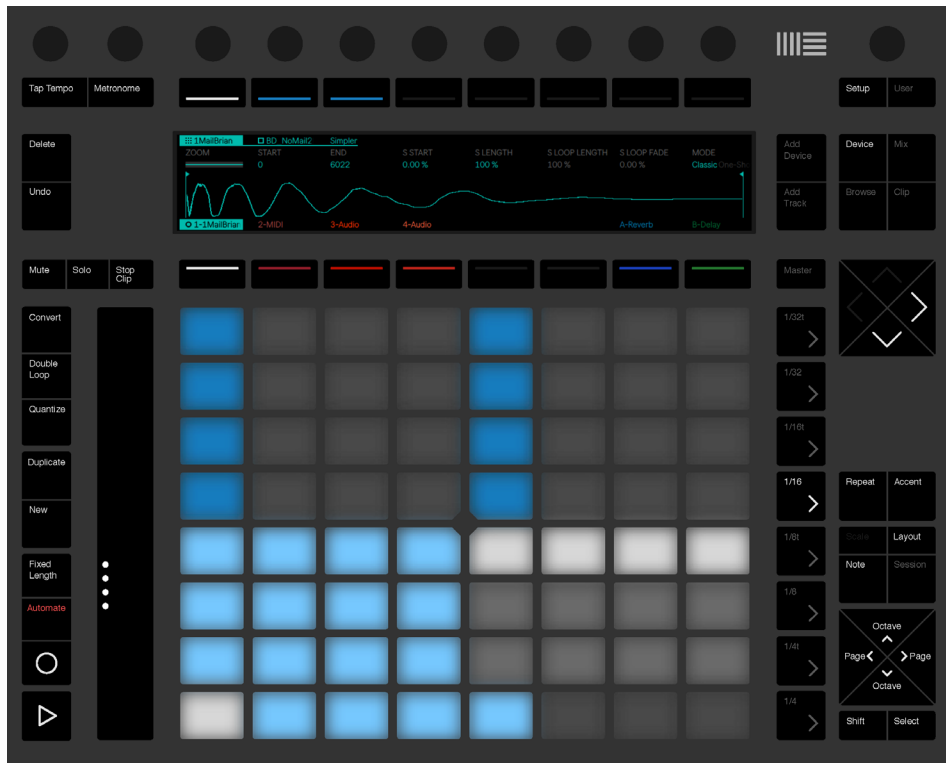 Tap Tempo
Metronome
Setup
User
Delete
Undo
1MailBrian
BD_NoMail2
Simpler
ZOOM
START
END
S START
S LENGTH
S LOOP LENGTH
S LOOP FADE
MODE
0
6022
0.00 %
100 %
100 %
0.00 %
Classic One-Sh
1-1MailBriar
2-MIDI
3-Audio
4-Audio
A-Reverb
B-Delay
Add
Device
Add
Track
Device
Mix
Browse
Clip
Mute
Solo
Stop
Clip
Master
Convert
Double
Loop
Quantize
Duplicate
New
Fixed
Length
Automate
1/32t
1/32
1/16t
1/16
1/8t
1/8
1/4t
1/4
Repeat
Accent
Scale
Layout
Note
Session
Octave
Page
Page
Octave
Shift
Select